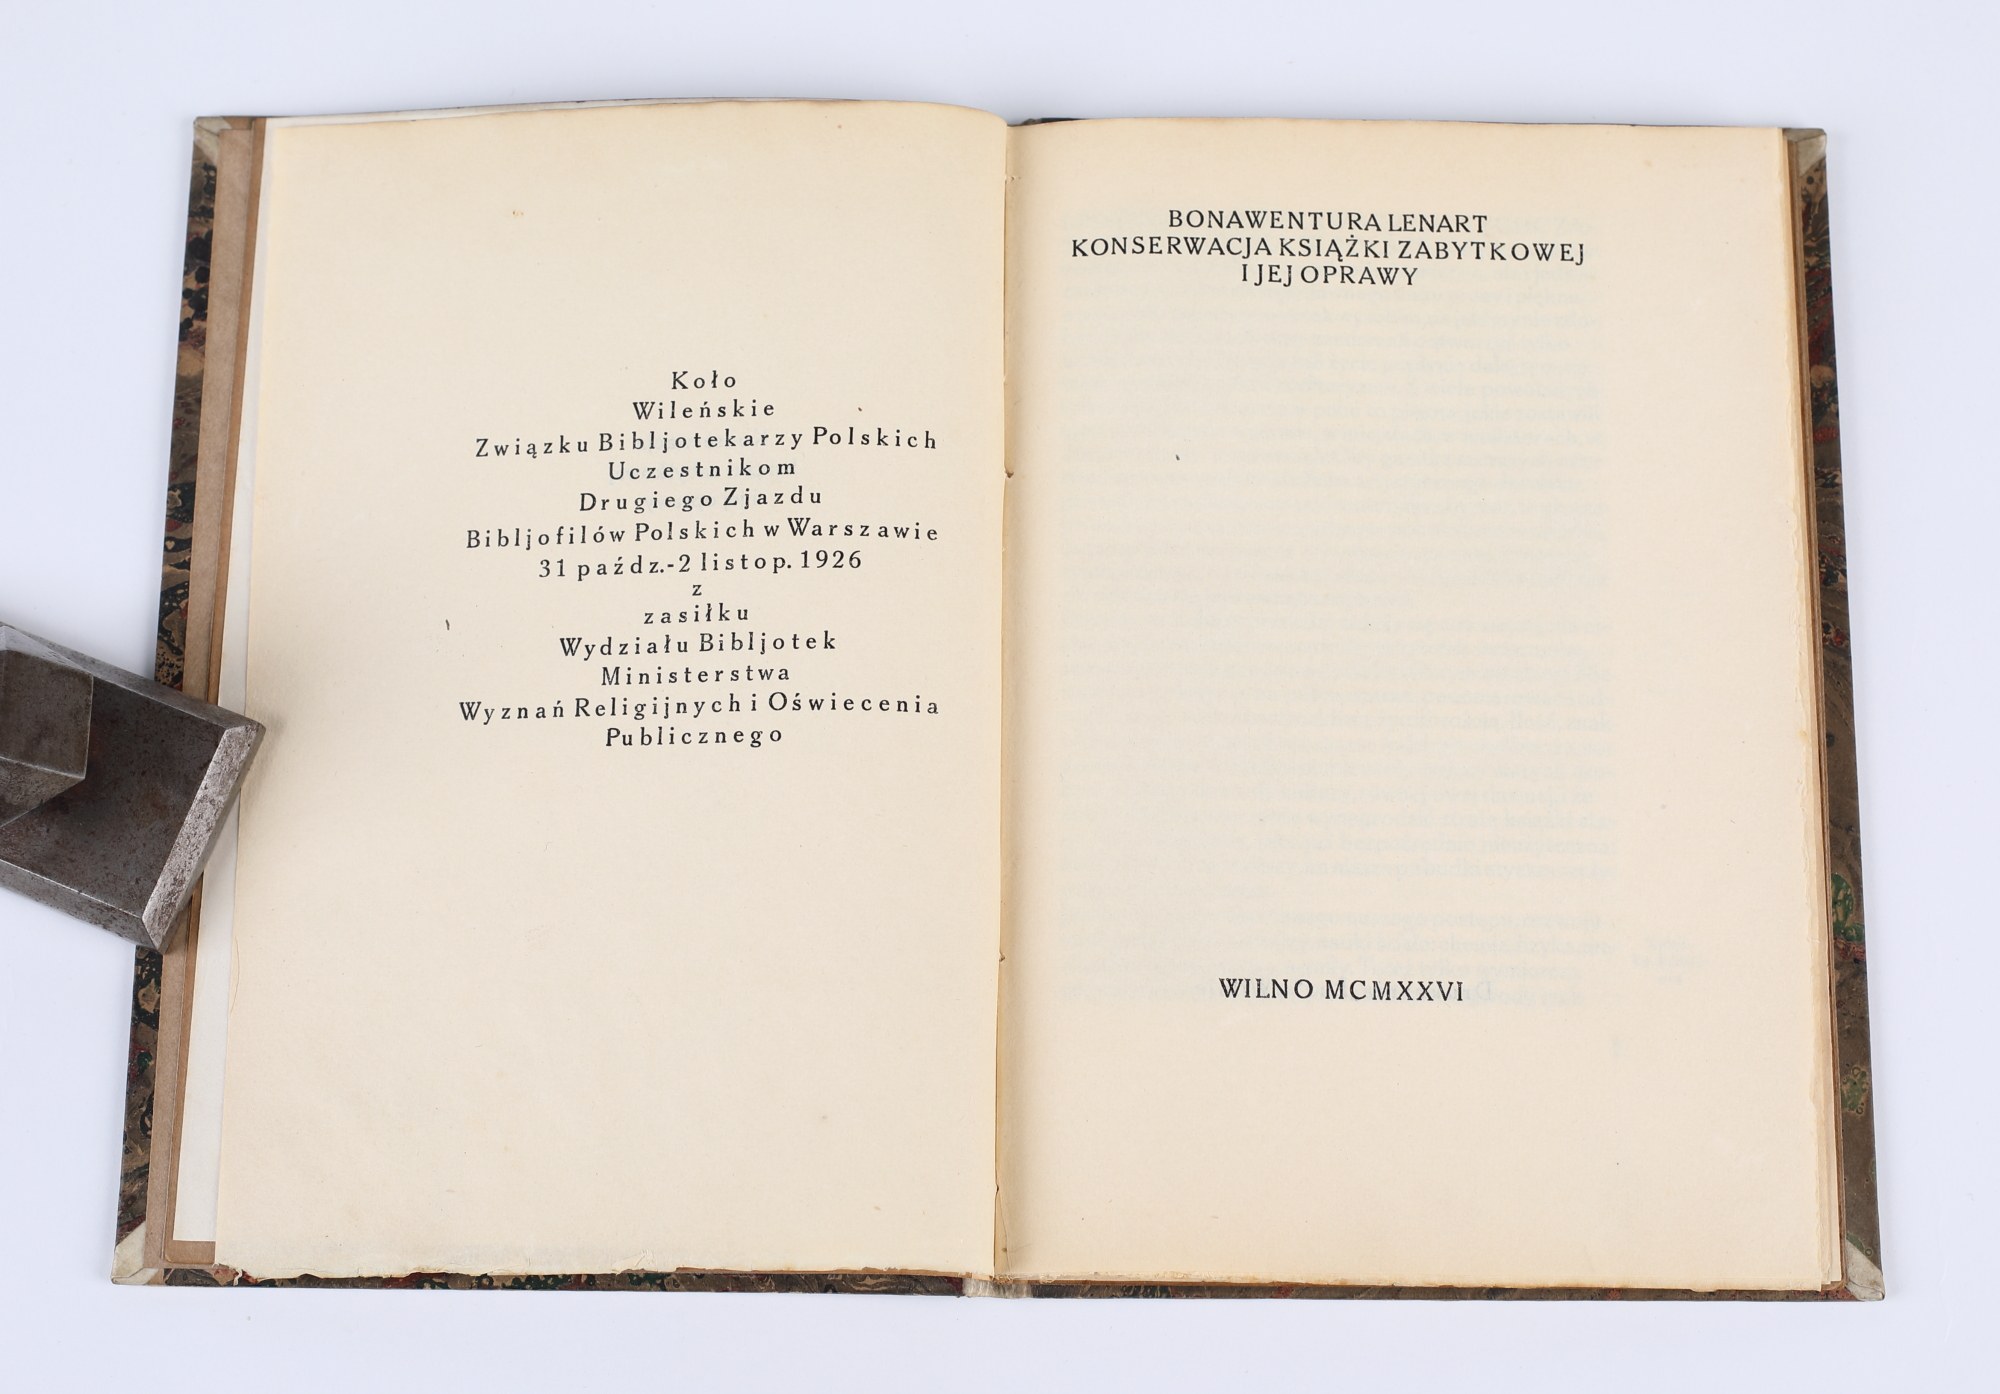 Koło
Wileńskie
Związku Bibljotekarzy Polskich
Uczestnikom
Drugiego Zjazdu
Bibljofilów Polskich w Warszawie
31 paźdz.-2 listop. 1926
z
zasiłku
Wydziału Bibljotek
Ministerstwa
Wyznań Religijnych i Oświecenia
Publicznego
BONAWENTURA LENART
KONSERWACJA KSIĄŻKI ZABYTKOWEJ
I JEJ OPRAWY
WILNO MCMXXVI